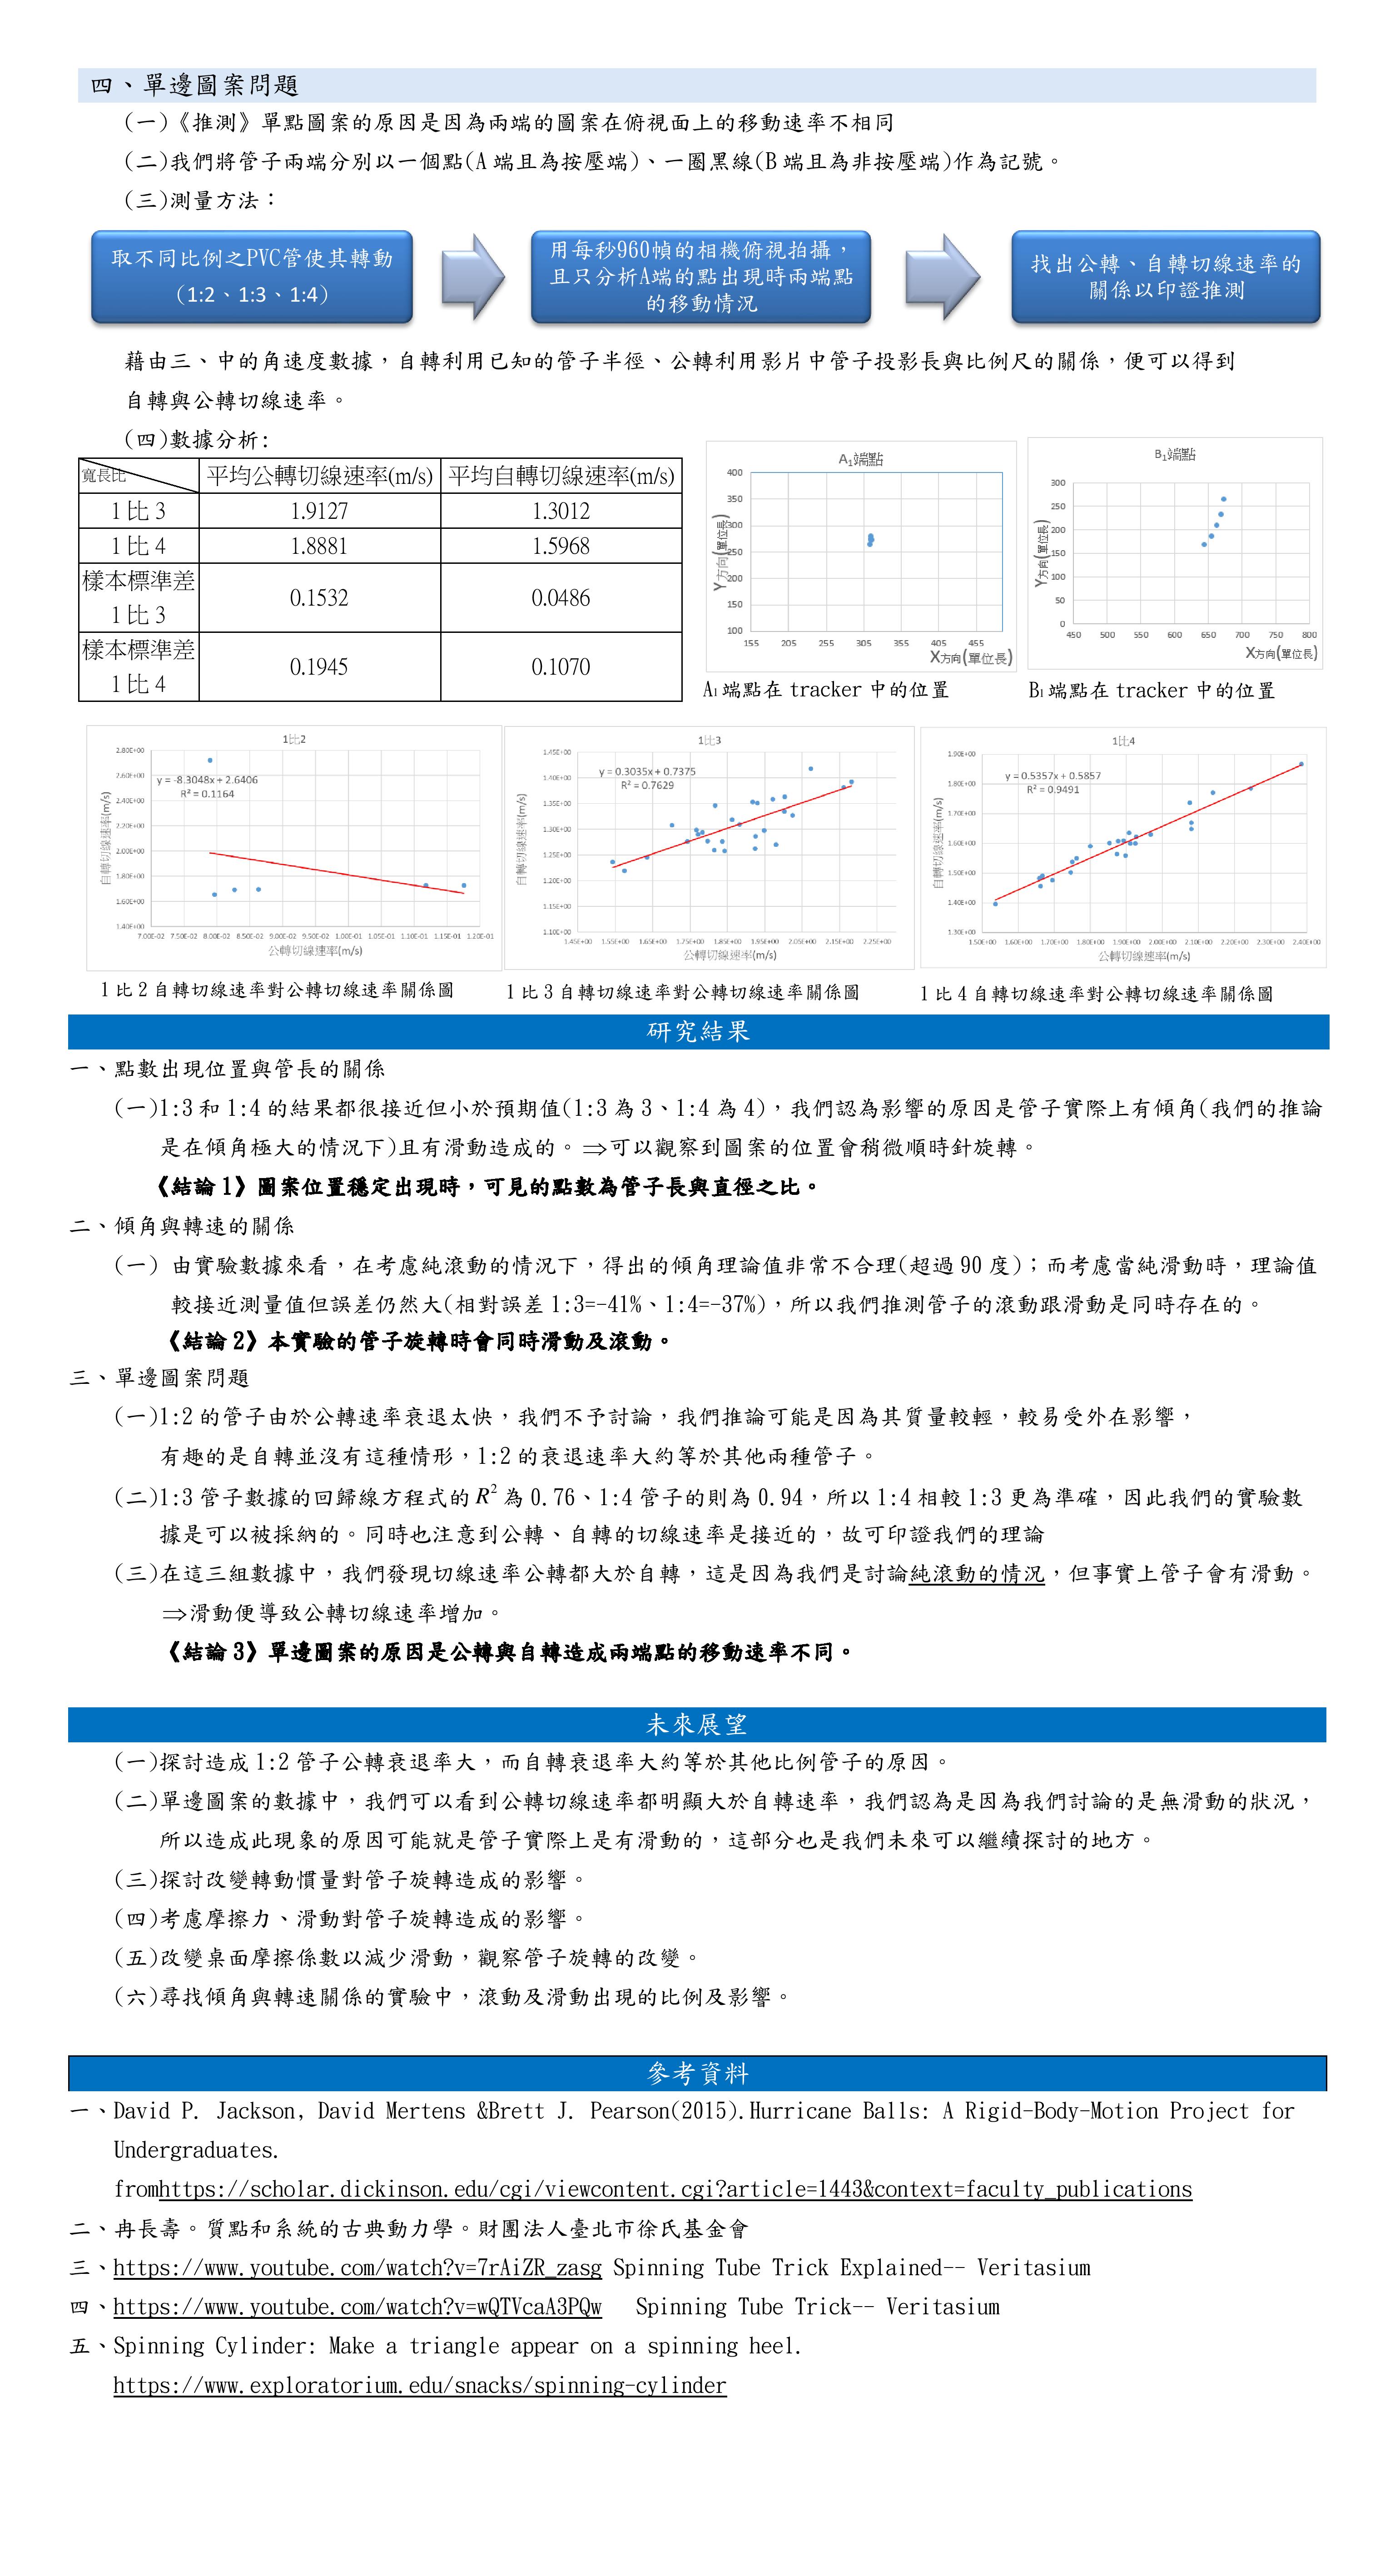 四、單邊圖案問題
(一)《推測》單點圖案的原因是因為兩端的圖案在俯視面上的移動速率不相同
(二)我們將管子兩端分別以一個點(A 端且為按壓端)、一圈黑線(B 端且為非按壓端)作為記號。
(三)測量方法：
取不同比例之PVC管使其轉動
（1:2、1:3、1:4）
用每秒960幀的相機俯視拍攝，
且只分析A端的點出現時兩端點
的移動情況
找出公轉、自轉切線速率的
關係以印證推測
藉由三、中的角速度數據，自轉利用已知的管子半徑、公轉利用影片中管子投影長與比例尺的關係，便可以得到
自轉與公轉切線速率。
(四)數據分析:
寬長比 平均公轉切線速率(m/s) 平均自轉切線速率(m/s)
1 比 3 1.9127 1.3012
1 比 4 1.8881 1.5968
樣本標準差
1 比 3 0.1532 0.0486
樣本標準差
1 比 4 0.1945 0.1070
A1端點
400
350
300
250
200
150
100
155 205 255 305 355 405 455
Y方向(單位長)
X方向(單位長)
A1 端點在 tracker 中的位置
B1端點
300
250
200
150
100
50
0
450 500 550 600 650 700 750 800
Y方向(單位長)
X方向(單位長)
B1 端點在 tracker 中的位置
1比2
y = -8.3048x + 2.6406
R² = 0.1164
2.80E+00
2.60E+00
2.40E+00
2.20E+00
2.00E+00
1.80E+00
1.60E+00
1.40E+00
7.00E-02 7.50E-02 8.00E-02 8.50E-02 9.00E-02 9.50E-02 1.00E-01 1.05E-01 1.10E-01 1.15E-01 1.20E-01
自轉切線速率(m/s)
公轉切線速率(m/s)
1 比 2 自轉切線速率對公轉切線速率關係圖
1比3
y = 0.3035x + 0.7375
R² = 0.7629
1.45E+00
1.40E+00
1.35E+00
1.30E+00
1.25E+00
1.20E+00
1.15E+00
1.10E+00
1.45E+00 1.55E+00 1.65E+00 1.75E+00 1.85E+00 1.95E+00 2.05E+00 2.15E+00 2.25E+00
自轉切線速率(m/s)
公轉切線速率(m/s)
1 比 3 自轉切線速率對公轉切線速率關係圖
1比4
y = 0.5357x + 0.5857
R² = 0.9491
1.90E+00
1.80E+00
1.70E+00
1.60E+00
1.50E+00
1.40E+00
1.30E+00
1.50E+00 1.60E+00 1.70E+00 1.80E+00 1.90E+00 2.00E+00 2.10E+00 2.20E+00 2.30E+00 2.40E+00
自轉切線速率(m/s)
公轉切線速率(m/s)
1 比 4 自轉切線速率對公轉切線速率關係圖
研究結果
一、點數出現位置與管長的關係
(一)1:3 和 1:4 的結果都很接近但小於預期值(1:3 為 3、1:4 為 4)，我們認為影響的原因是管子實際上有傾角(我們的推論
是在傾角極大的情況下)且有滑動造成的。⇒可以觀察到圖案的位置會稍微順時針旋轉。
《結論 1》圖案位置穩定出現時，可見的點數為管子長與直徑之比。
二、傾角與轉速的關係
(一) 由實驗數據來看，在考慮純滾動的情況下，得出的傾角理論值非常不合理(超過 90 度)；而考慮當純滑動時，理論值
較接近測量值但誤差仍然大(相對誤差 1:3=-41%、1:4=-37%)，所以我們推測管子的滾動跟滑動是同時存在的。
《結論 2》本實驗的管子旋轉時會同時滑動及滾動。
三、單邊圖案問題
(一)1:2 的管子由於公轉速率衰退太快，我們不予討論，我們推論可能是因為其質量較輕，較易受外在影響，
有趣的是自轉並沒有這種情形，1:2 的衰退速率大約等於其他兩種管子。
(二)1:3 管子數據的回歸線方程式的 R² 為 0.76、1:4 管子的則為 0.94，所以 1:4 相較 1:3 更為準確，因此我們的實驗數
據是可以被採納的。同時也注意到公轉、自轉的切線速率是接近的，故可印證我們的理論
(三)在這三組數據中，我們發現切線速率公轉都大於自轉，這是因為我們是討論純滾動的情況，但事實上管子會有滑動。
⇒滑動便導致公轉切線速率增加。
《結論 3》單邊圖案的原因是公轉與自轉造成兩端點的移動速率不同。
未來展望
(一)探討造成 1:2 管子公轉衰退率大，而自轉衰退率大約等於其他比例管子的原因。
(二)單邊圖案的數據中，我們可以看到公轉切線速率都明顯大於自轉速率，我們認為是因為我們討論的是無滑動的狀況，
所以造成此現象的原因可能就是管子實際上是有滑動的，這部分也是我們未來可以繼續探討的地方。
(三)探討改變轉動慣量對管子旋轉造成的影響。
(四)考慮摩擦力、滑動對管子旋轉造成的影響。
(五)改變桌面摩擦係數以減少滑動，觀察管子旋轉的改變。
(六)尋找傾角與轉速關係的實驗中，滾動及滑動出現的比例及影響。
參考資料
一、David P. Jackson, David Mertens &Brett J. Pearson(2015).Hurricane Balls: A Rigid-Body-Motion Project for
Undergraduates.
fromhttps://scholar.dickinson.edu/cgi/viewcontent.cgi?article=1443&context=faculty_publications
二、冉長壽。質點和系統的古典動力學。財團法人臺北市徐氏基金會
三、https://www.youtube.com/watch?v=7rAiZR_zasg Spinning Tube Trick Explained-- Veritasium
四、https://www.youtube.com/watch?v=wQTVcaA3PQw Spinning Tube Trick-- Veritasium
五、Spinning Cylinder: Make a triangle appear on a spinning heel.
https://www.exploratorium.edu/snacks/spinning-cylinder